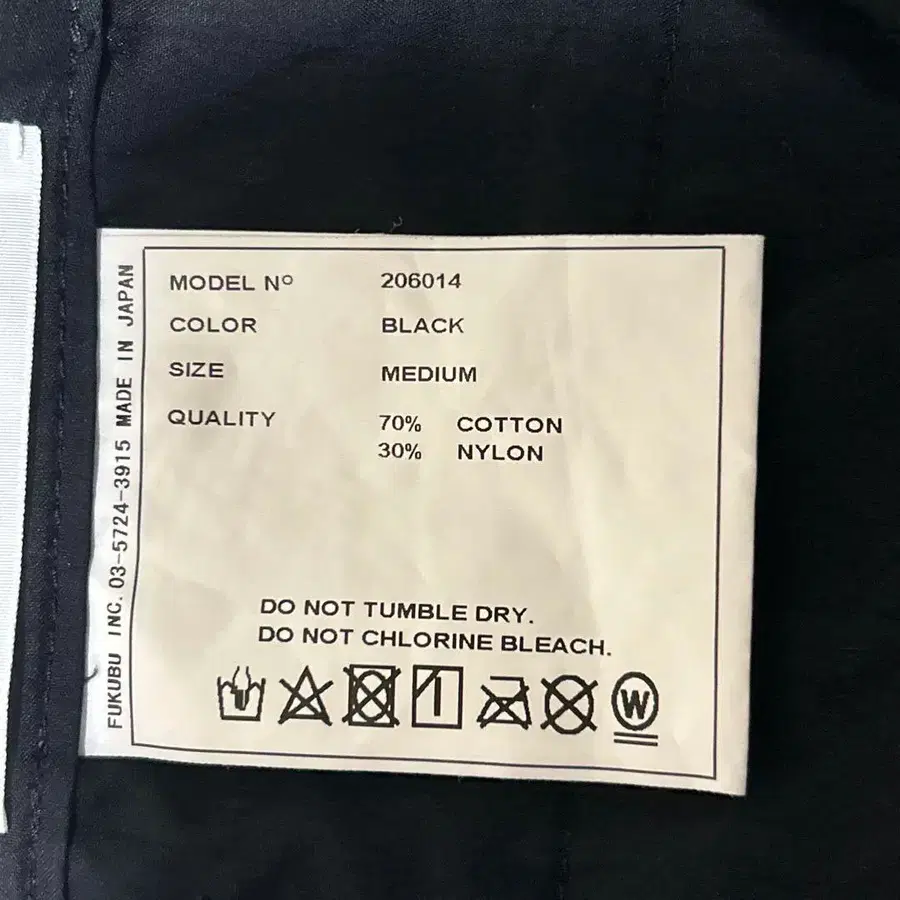 MODEL Nº 206014
COLOR BLACK
SIZE MEDIUM
QUALITY 70% COTTON
30% NYLON
DO NOT TUMBLE DRY.
DO NOT CHLORINE BLEACH.
W
FUKUBU INC. 03-5724-3915 MADE IN JAPAN